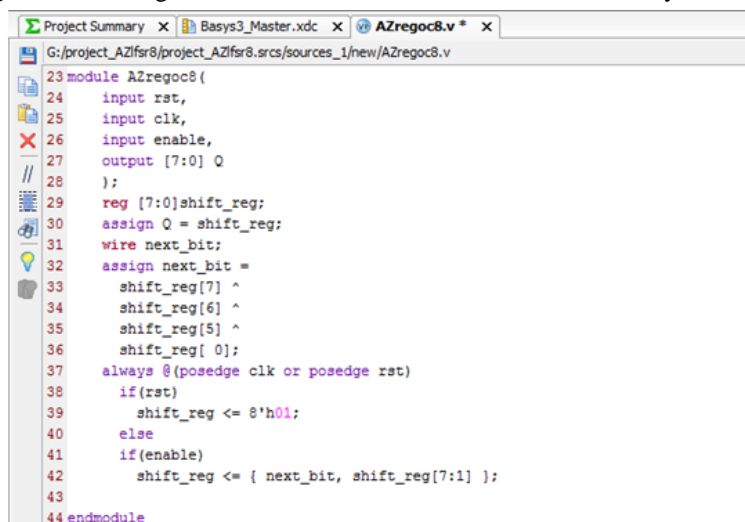 Project Summary x Basys3_Master.xdc x AZregoc8.v * x
G:/project_AZlfsr8/project_AZlfsr8.srcs/sources_1/new/AZregoc8.v
23 module AZregoc8(
24     input rst,
25     input clk,
26     input enable,
27     output [7:0] Q
28     );
29     reg [7:0]shift_reg;
30     assign Q = shift_reg;
31     wire next_bit;
32     assign next_bit =
33       shift_reg[7] ^
34       shift_reg[6] ^
35       shift_reg[5] ^
36       shift_reg[ 0];
37     always @(posedge clk or posedge rst)
38       if(rst)
39         shift_reg <= 8'h01;
40       else
41       if(enable)
42         shift_reg <= { next_bit, shift_reg[7:1] };
43
44 endmodule